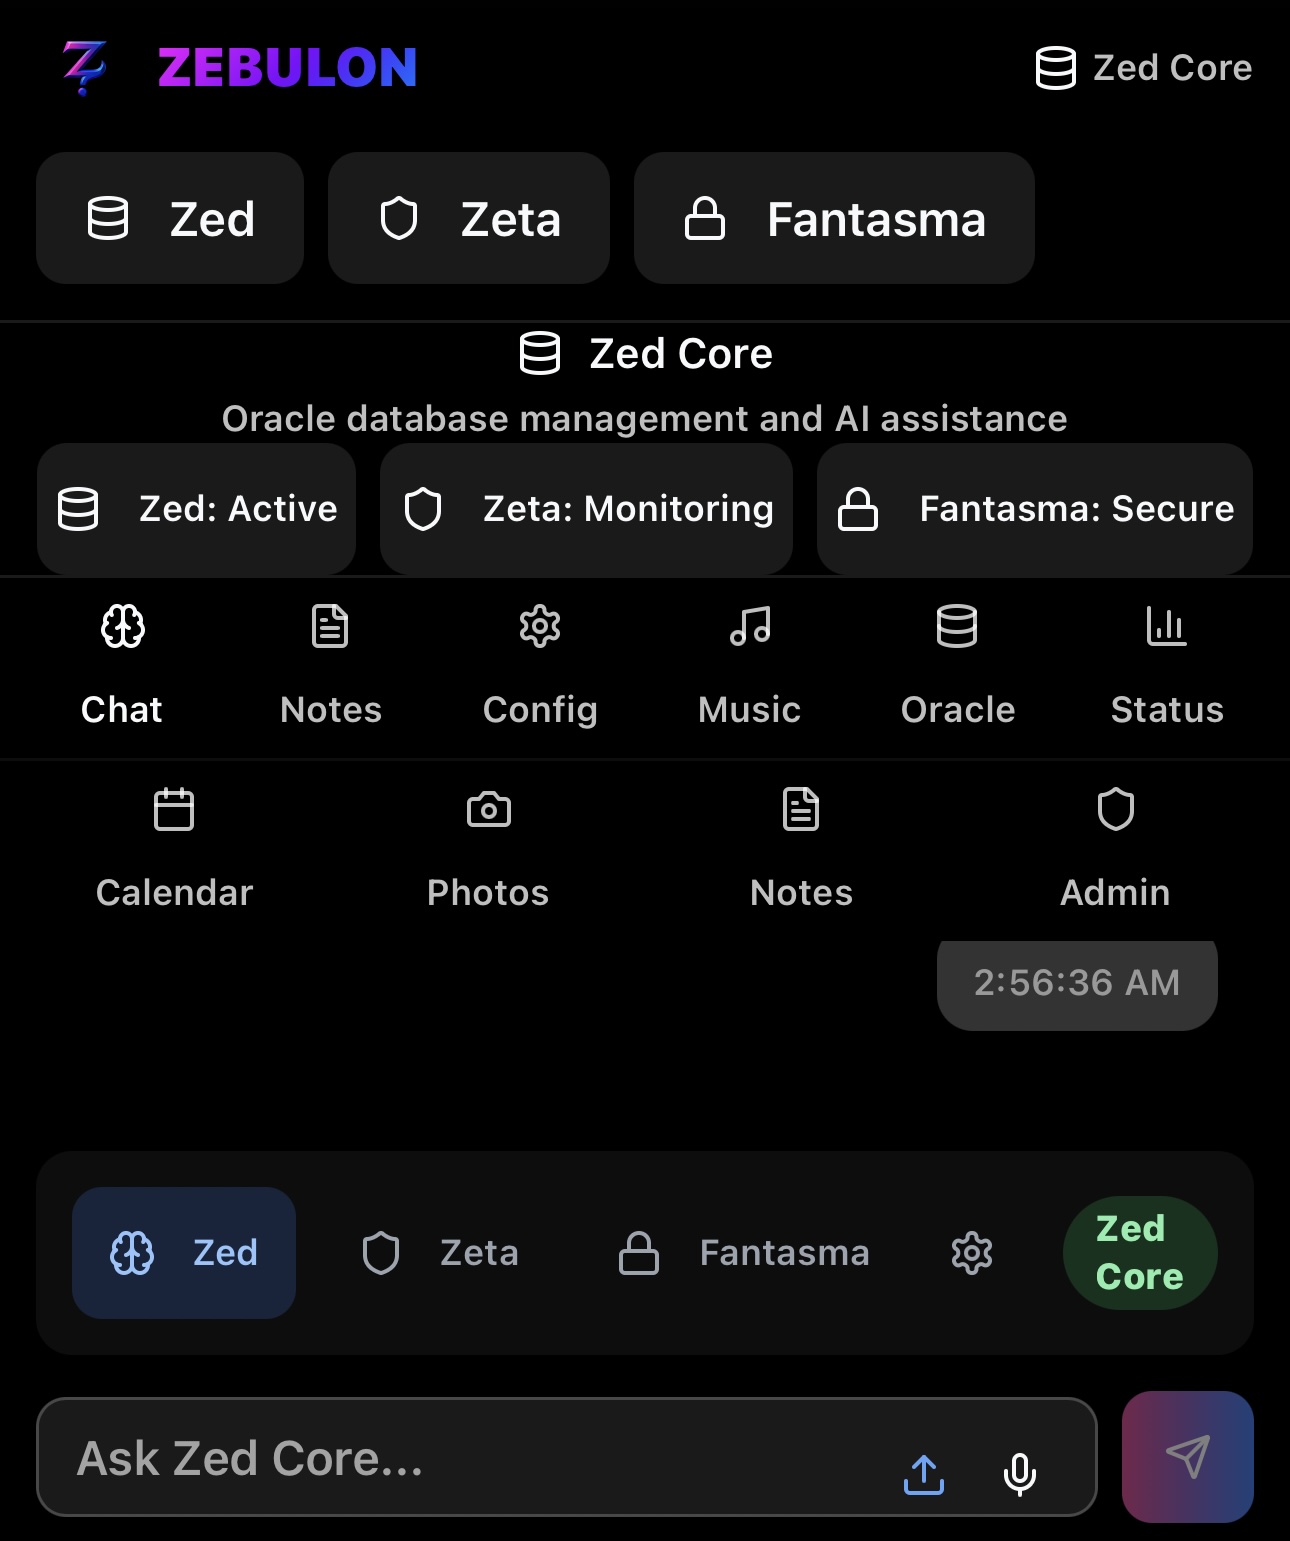 ZEBULON
Zed Core
Zed
Zeta
Fantasma
Zed Core
Oracle database management and AI assistance
Zed: Active
Zeta: Monitoring
Fantasma: Secure
Chat
Notes
Config
Music
Oracle
Status
Calendar
Photos
Notes
Admin
2:56:36 AM
Zed
Zeta
Fantasma
Zed
Core
Ask Zed Core...